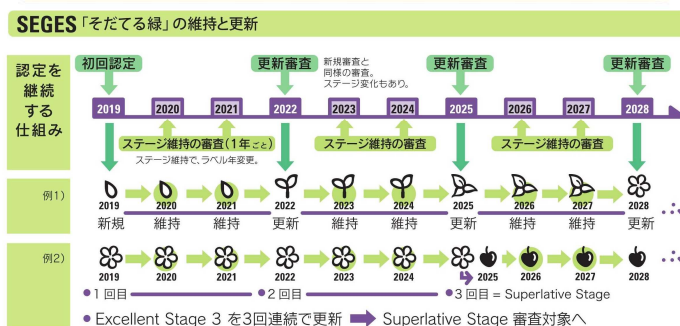 SEGES「そだてる緑」の維持と更新
認定を
継続
する
仕組み
初回認定
更新審査
新規審査と
同様の審査。
ステージ変化もあり。
更新審査
更新審査
2019 2020 2021 2022 2023 2024 2025 2026 2027 2028
ステージ維持の審査(1年ごと)
ステージ維持で、ラベル年変更。
ステージ維持の審査
ステージ維持の審査
例1)
2019 2020 2021 2022 2023 2024 2025 2026 2027 2028
新規 維持 維持 更新 維持 維持 更新 維持 維持 更新
例2)
2019 2020 2021 2022 2023 2024 2025 2026 2027 2028
●1回目 ●2回目 ●3回目 = Superlative Stage
● Excellent Stage 3 を3回連続で更新 ➡ Superlative Stage 審査対象へ